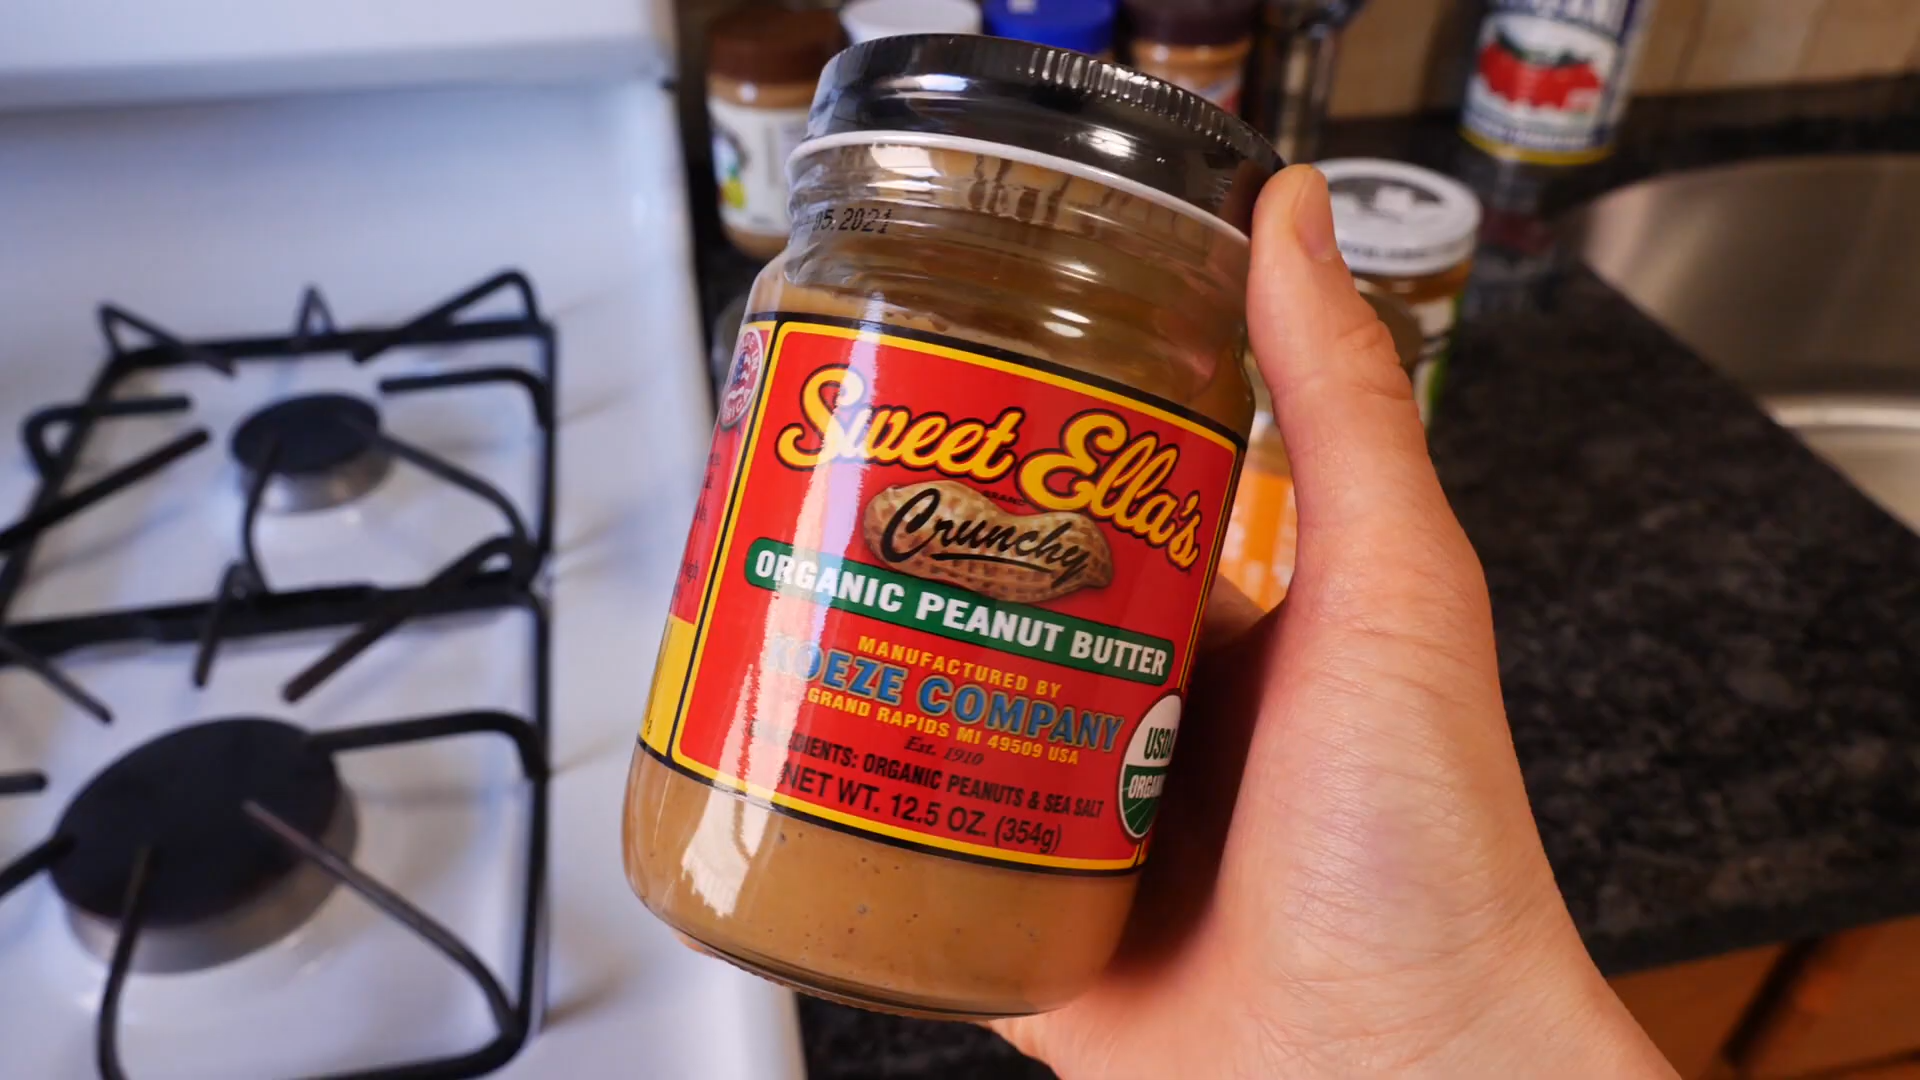 05.2021
Sweet Ella's
BRAND
Crunchy
ORGANIC PEANUT BUTTER
MANUFACTURED BY
KOEZE COMPANY
GRAND RAPIDS MI 49509 USA
Est. 1910
INGREDIENTS: ORGANIC PEANUTS & SEA SALT
NET WT. 12.5 OZ. (354g)
USDA
ORGANIC